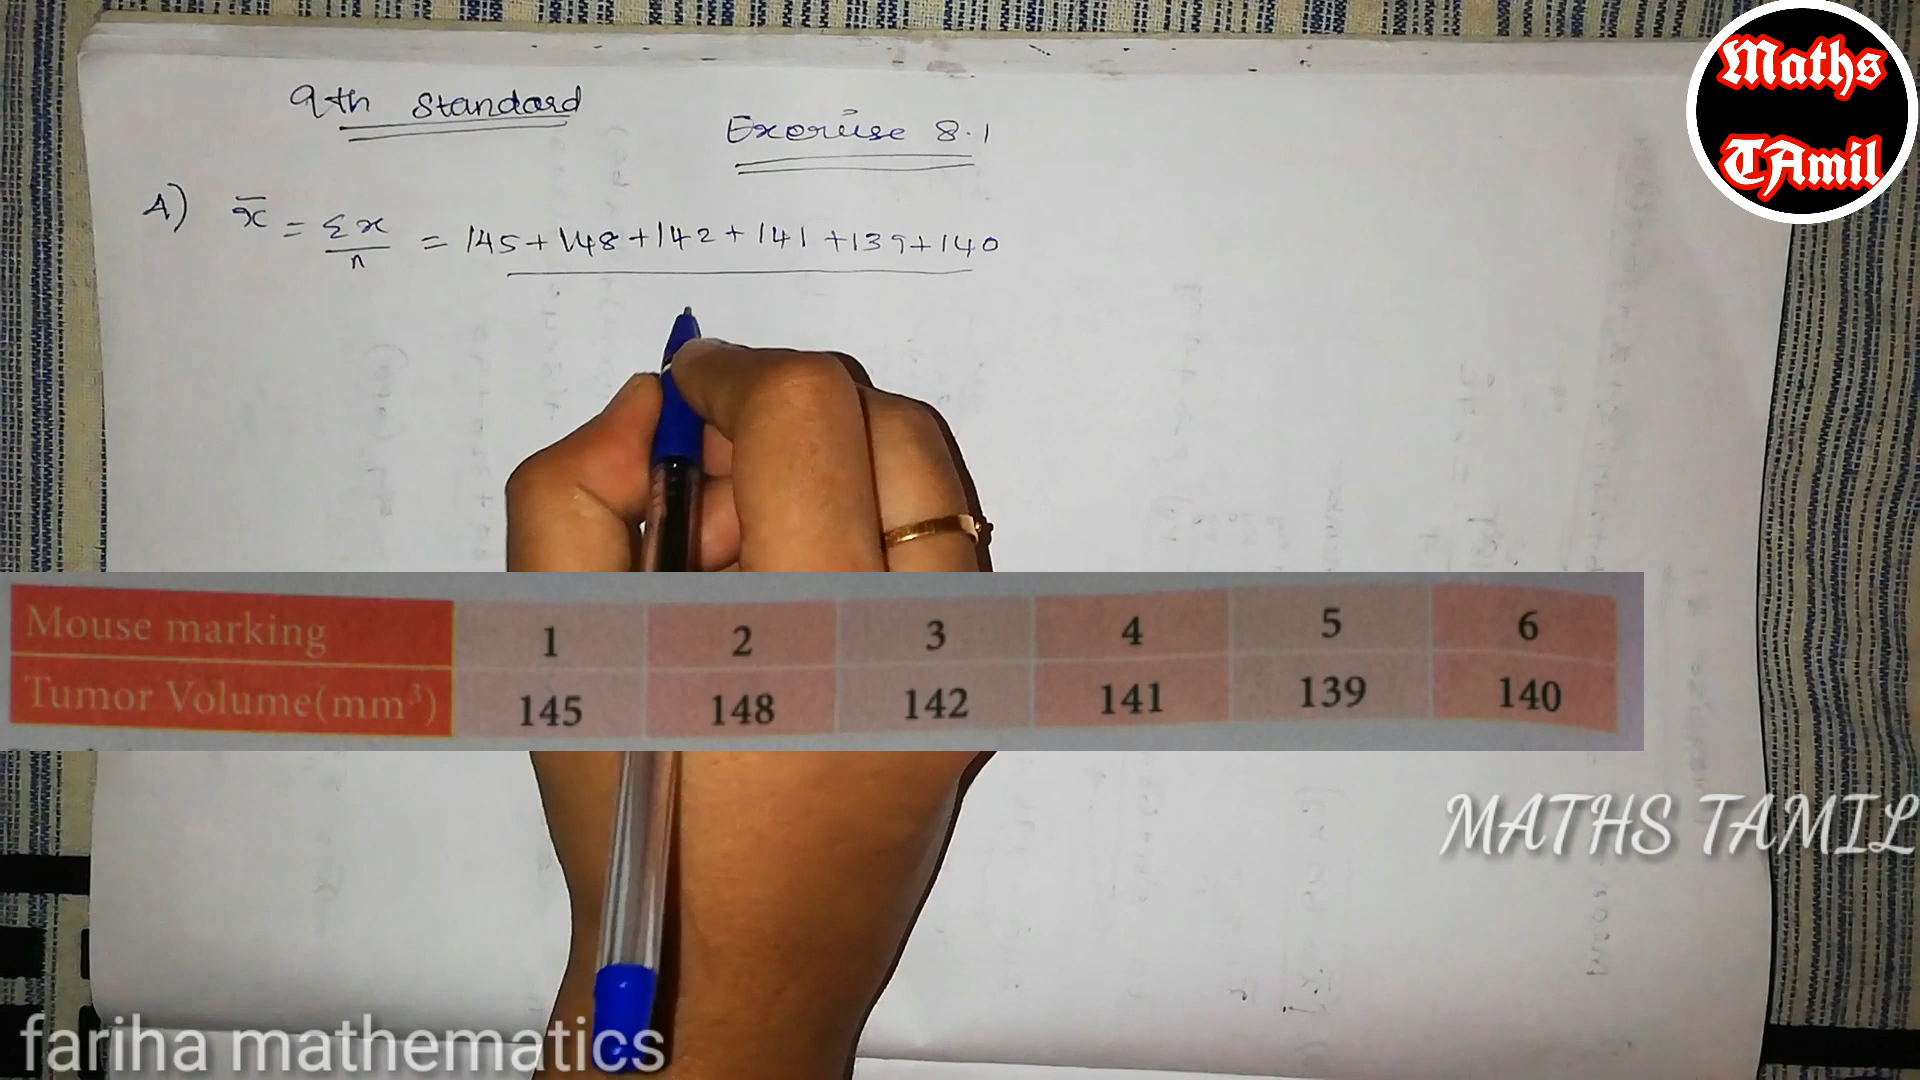 Maths
TAmil
9th Standard
Exercise 8.1
A) x̄ = Σx/n = 145+148+142+141+139+140
Mouse marking 1 2 3 4 5 6
Tumor Volume(mm³) 145 148 142 141 139 140
MATHS TAMIL
fariha mathematics